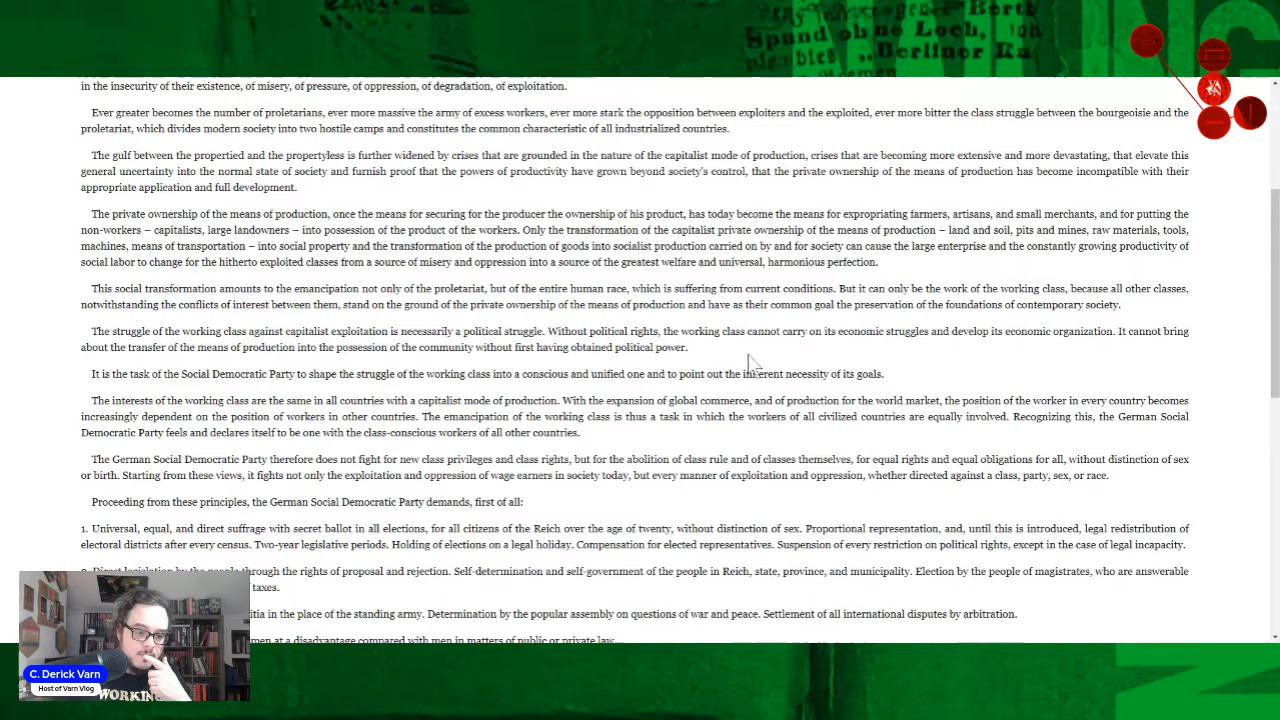 Spund ohne Loch,
Berliner
in the insecurity of their existence, of misery, of pressure, of oppression, of degradation, of exploitation.
Ever greater becomes the number of proletarians, ever more massive the army of excess workers, ever more stark the opposition between exploiters and the exploited, ever more bitter the class struggle between the bourgeoisie and the
proletariat, which divides modern society into two hostile camps and constitutes the common characteristic of all industrialized countries.
The gulf between the propertied and the propertyless is further widened by crises that are grounded in the nature of the capitalist mode of production, crises that are becoming more extensive and more devastating, that elevate this
general uncertainty into the normal state of society and furnish proof that the powers of productivity have grown beyond society's control, that the private ownership of the means of production has become incompatible with their
appropriate application and full development.
The private ownership of the means of production, once the means for securing for the producer the ownership of his product, has today become the means for expropriating farmers, artisans, and small merchants, and for putting the
non-workers – capitalists, large landowners – into possession of the product of the workers. Only the transformation of the capitalist private ownership of the means of production – land and soil, pits and mines, raw materials, tools,
machines, means of transportation – into social property and the transformation of the production of goods into socialist production carried on by and for society can cause the large enterprise and the constantly growing productivity of
social labor to change for the hitherto exploited classes from a source of misery and oppression into a source of the greatest welfare and universal, harmonious perfection.
This social transformation amounts to the emancipation not only of the proletariat, but of the entire human race, which is suffering from current conditions. But it can only be the work of the working class, because all other classes,
notwithstanding the conflicts of interest between them, stand on the ground of the private ownership of the means of production and have as their common goal the preservation of the foundations of contemporary society.
The struggle of the working class against capitalist exploitation is necessarily a political struggle. Without political rights, the working class cannot carry on its economic struggles and develop its economic organization. It cannot bring
about the transfer of the means of production into the possession of the community without first having obtained political power.
It is the task of the Social Democratic Party to shape the struggle of the working class into a conscious and unified one and to point out the inherent necessity of its goals.
The interests of the working class are the same in all countries with a capitalist mode of production. With the expansion of global commerce, and of production for the world market, the position of the worker in every country becomes
increasingly dependent on the position of workers in other countries. The emancipation of the working class is thus a task in which the workers of all civilized countries are equally involved. Recognizing this, the German Social
Democratic Party feels and declares itself to be one with the class-conscious workers of all other countries.
The German Social Democratic Party therefore does not fight for new class privileges and class rights, but for the abolition of class rule and of classes themselves, for equal rights and equal obligations for all, without distinction of sex
or birth. Starting from these views, it fights not only the exploitation and oppression of wage earners in society today, but every manner of exploitation and oppression, whether directed against a class, party, sex, or race.
Proceeding from these principles, the German Social Democratic Party demands, first of all:
1. Universal, equal, and direct suffrage with secret ballot in all elections, for all citizens of the Reich over the age of twenty, without distinction of sex. Proportional representation, and, until this is introduced, legal redistribution of
electoral districts after every census. Two-year legislative periods. Holding of elections on a legal holiday. Compensation for elected representatives. Suspension of every restriction on political rights, except in the case of legal incapacity.
2. Direct legislation by the people through the rights of proposal and rejection. Self-determination and self-government of the people in Reich, state, province, and municipality. Election by the people of magistrates, who are answerable
taxes.
in the place of the standing army. Determination by the popular assembly on questions of war and peace. Settlement of all international disputes by arbitration.
at a disadvantage compared with men in matters of public or private law.
VARN
C. Derick Varn
Host of Varn Vlog
WORKING